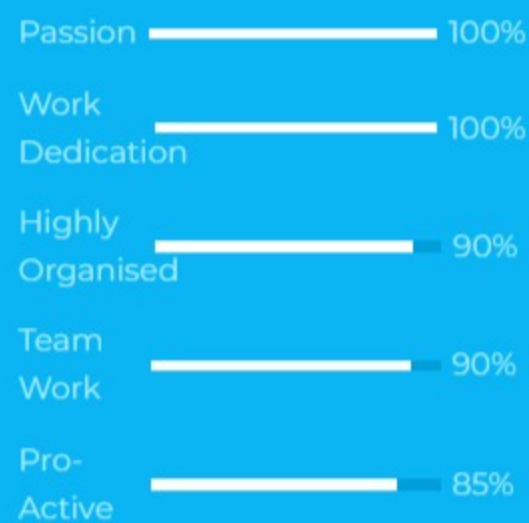 Passion 100%
Work
Dedication 100%
Highly
Organised 90%
Team
Work 90%
Pro-
Active 85%